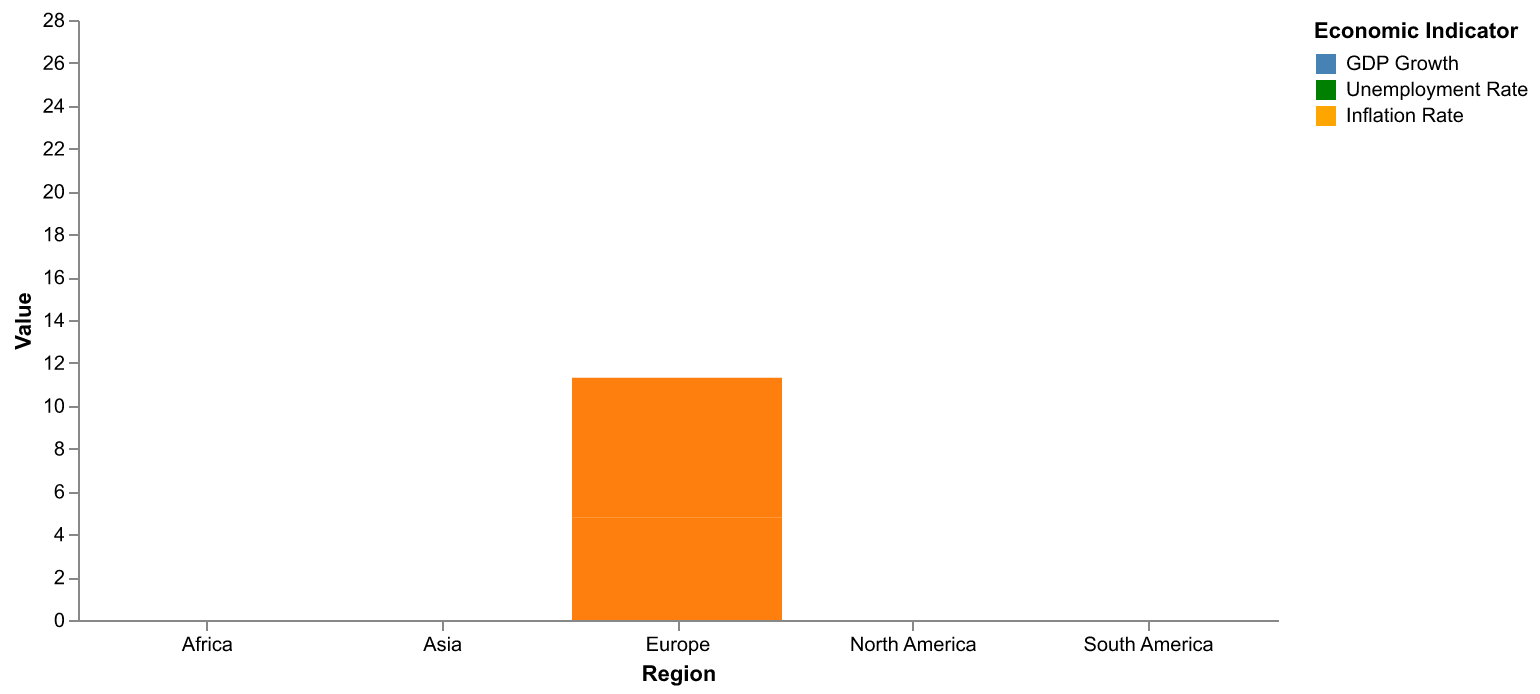 28
26
24
22
20
18
16
14
12
10
8
6
4
2
0
Value
Africa
Asia
Europe
North America
South America
Region
Economic Indicator
GDP Growth
Unemployment Rate
Inflation Rate